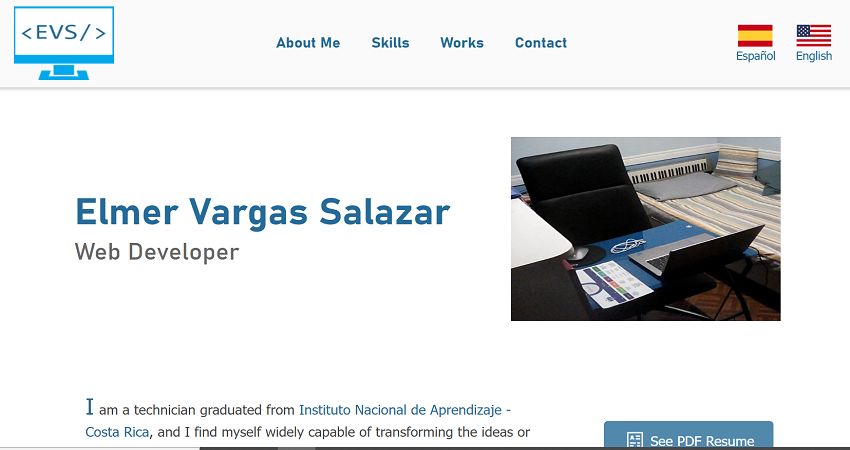 <EVS/>
About Me Skills Works Contact
Español English
Elmer Vargas Salazar
Web Developer
I am a technician graduated from Instituto Nacional de Aprendizaje -
Costa Rica, and I find myself widely capable of transforming the ideas or
See PDF Resume